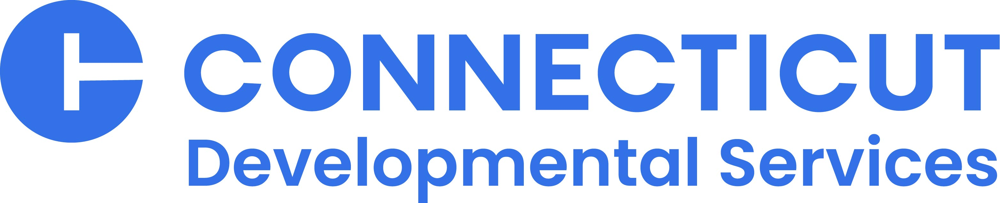 CONNECTICUT
Developmental Services